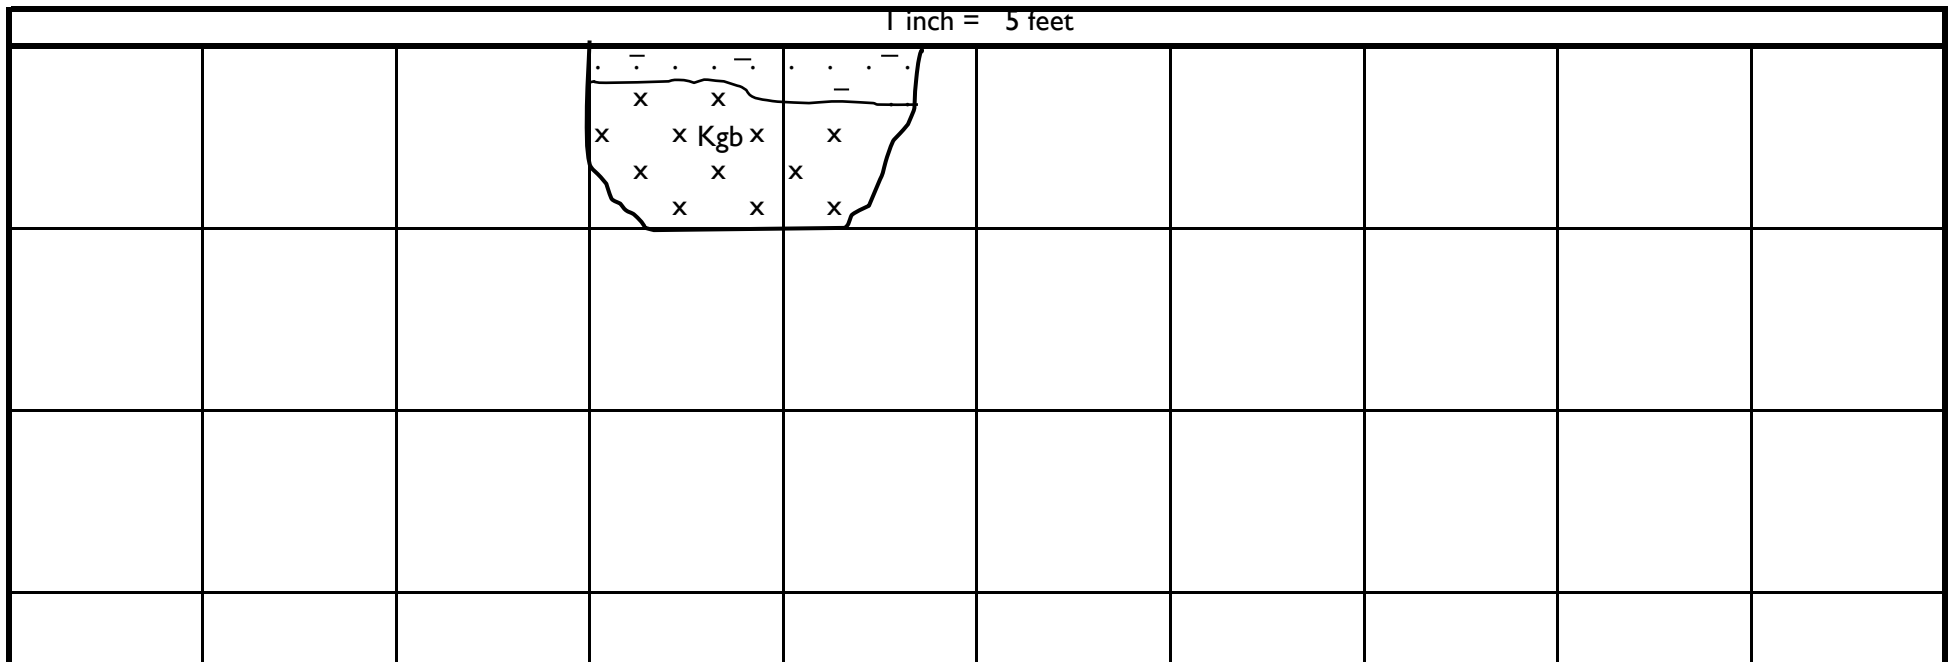 1 inch = 5 feet
x x
x x Kgb x x
x x x
x x x